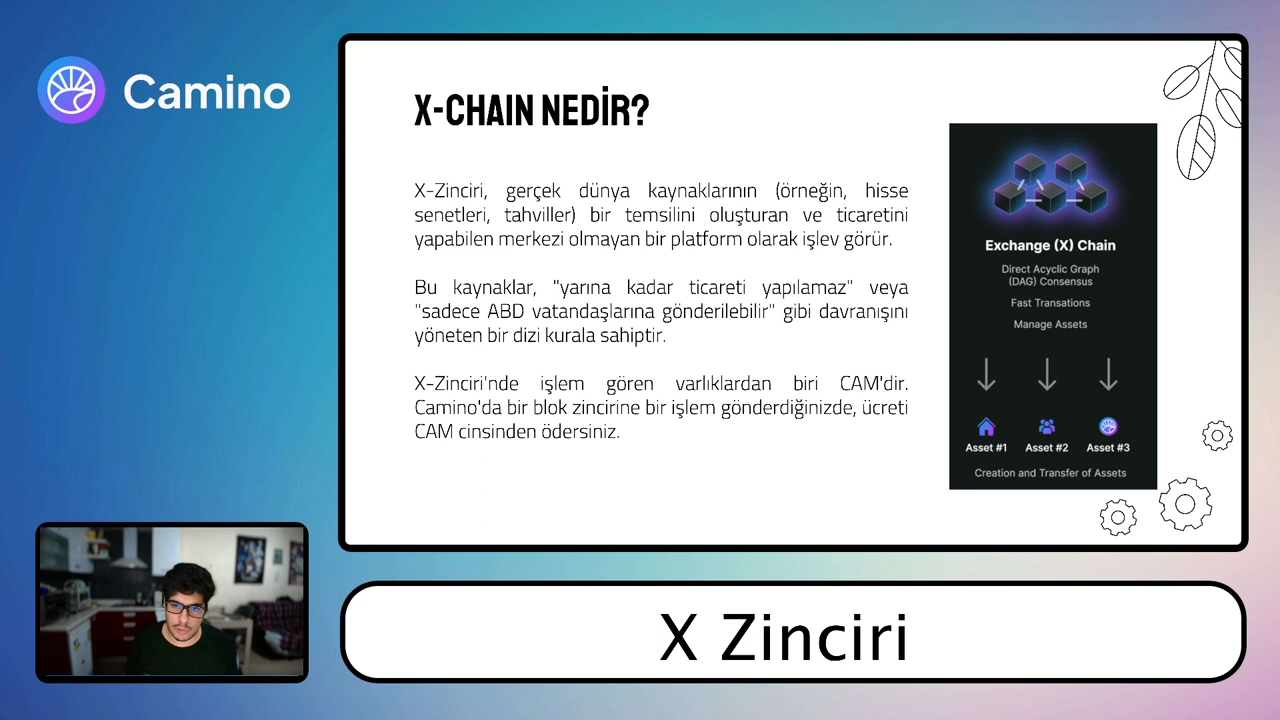 Camino
X-CHAIN NEDİR?
X-Zinciri, gerçek dünya kaynaklarının (örneğin, hisse
senetleri, tahviller) bir temsilini oluşturan ve ticaretini
yapabilen merkezi olmayan bir platform olarak işlev görür.
Bu kaynaklar, "yarına kadar ticareti yapılamaz" veya
"sadece ABD vatandaşlarına gönderilebilir" gibi davranışını
yöneten bir dizi kurala sahiptir.
X-Zinciri'nde işlem gören varlıklardan biri CAM'dir.
Camino'da bir blok zincirine bir işlem gönderdiğinizde, ücreti
CAM cinsinden ödersiniz.
Exchange (X) Chain
Direct Acyclic Graph
(DAG) Consensus
Fast Transations
Manage Assets
Asset #1 Asset #2 Asset #3
Creation and Transfer of Assets
X Zinciri